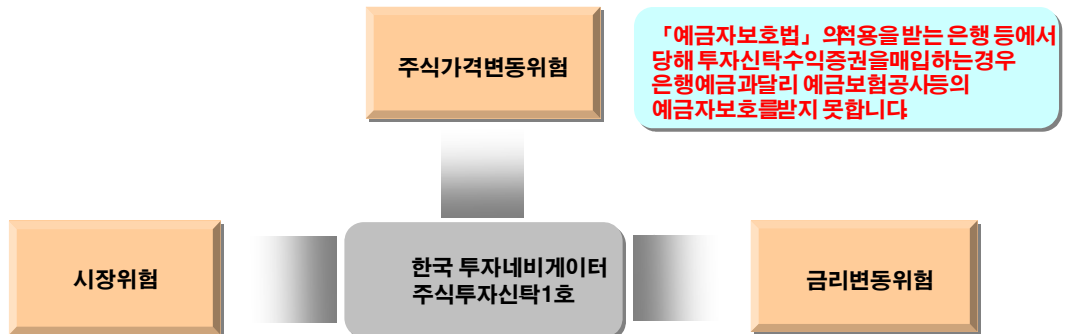 주식가격변동위험
「예금자보호법」 의적용을 받는 은행 등에서
당해 투자신탁수익증권을매입하는경우
은행예금과달리 예금보험공사등의
예금자보호를받지 못합니다.
시장위험
한국 투자네비게이터
주식투자신탁1호
금리변동위험